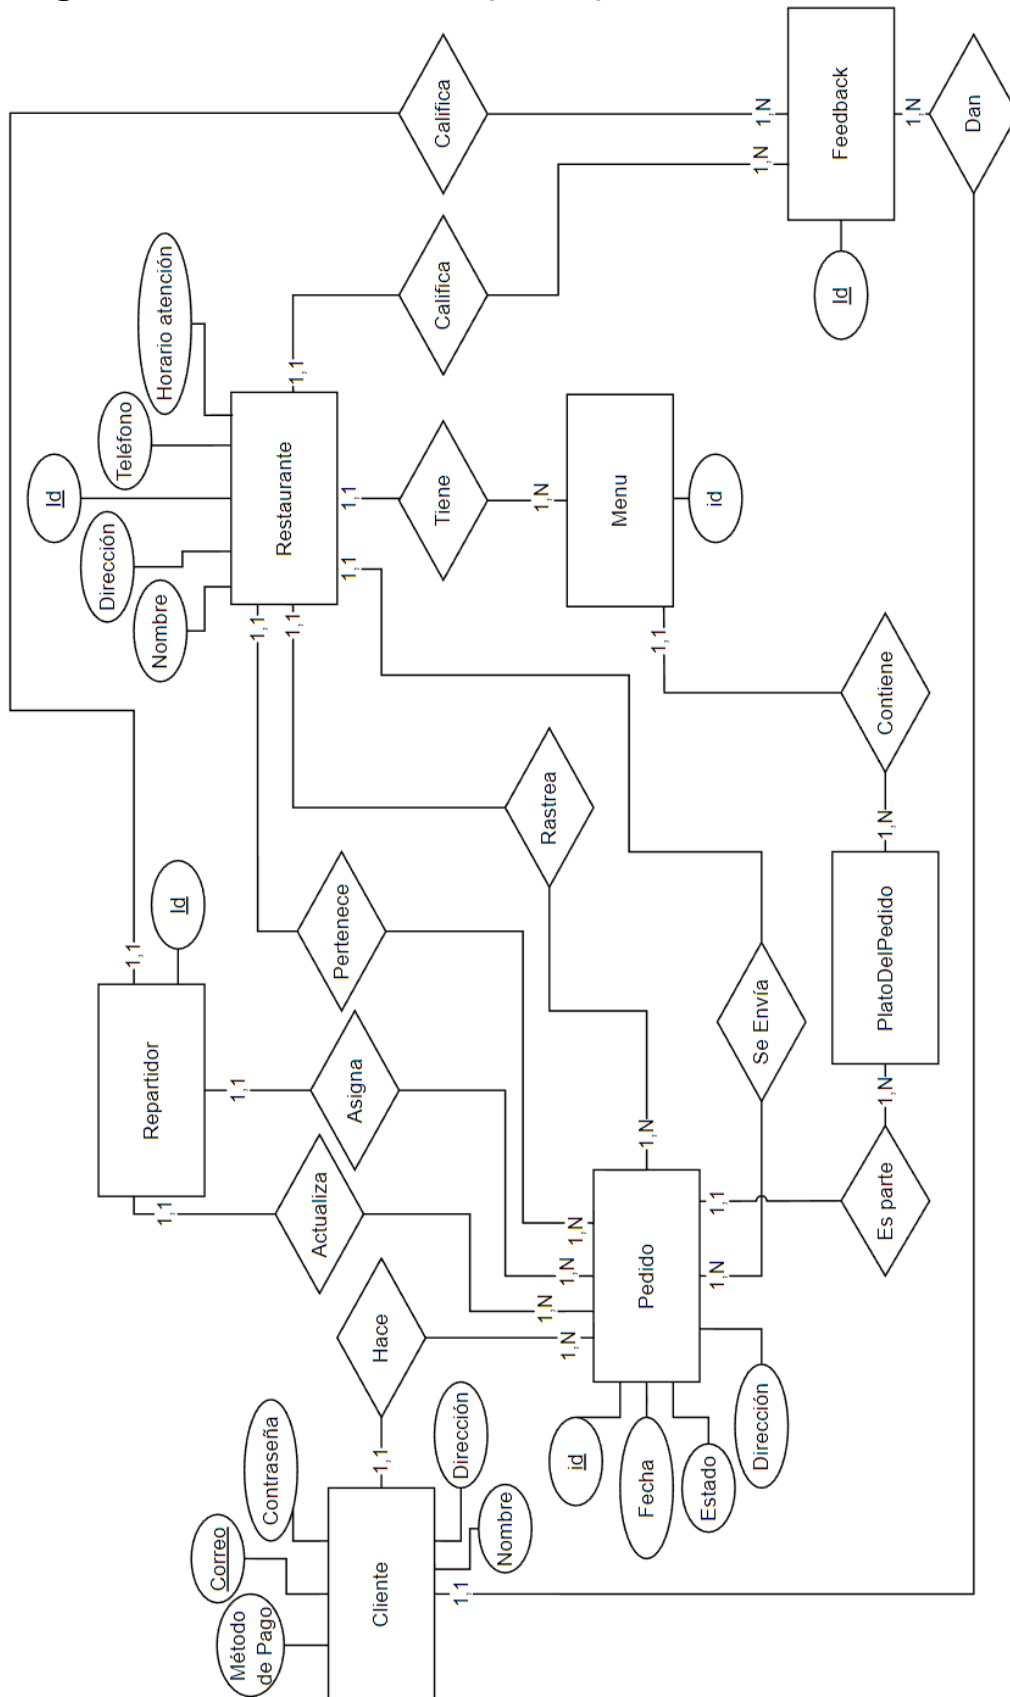 Id
Dirección
Teléfono
Nombre
Horario atención
1,1
Repartidor
Id
1,1
1,1
Método
de Pago
Correo
Contraseña
1,1
1,1
Restaurante
1,1
Actualiza
Asigna
Pertenece
Cliente
1,1
Hace
1,1
1,1
Califica
Califica
Tiene
1,1
Dirección
Nombre
1,N
1,N
1,N
1,N
Rastrea
1,N
id
Fecha
Estado
Dirección
Pedido
1,N
1,1
1,N
Menu
id
1,1
Se Envía
1,N
1,N
Es parte
1,N
PlatoDelPedido
1,N
Contiene
Feedback
Id
1,N
Dan